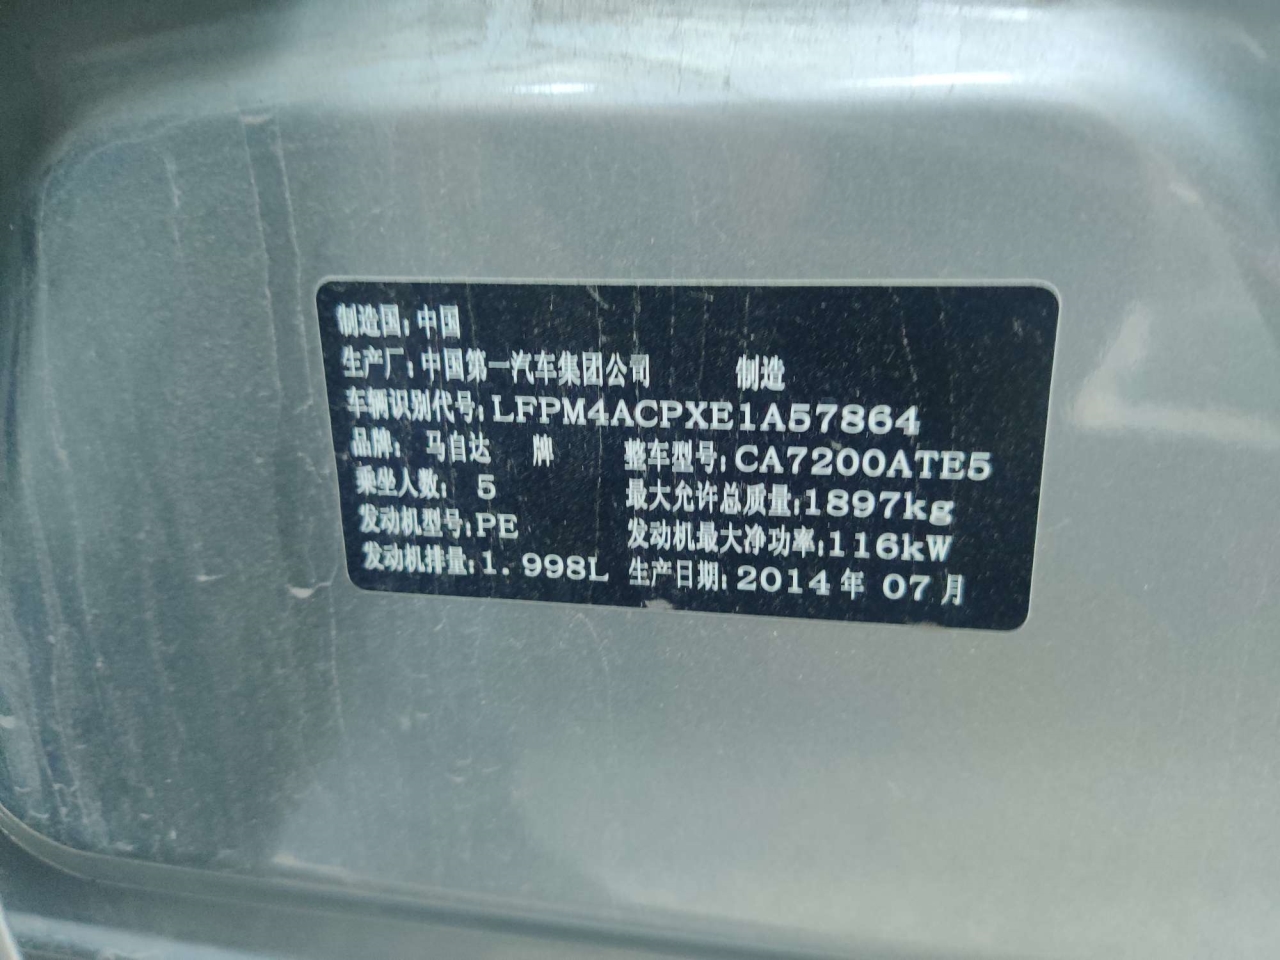 制造国：中国
生产厂：中国第一汽车集团公司 制造
车辆识别代号：LFPM4ACPXE1A57864
品牌：马自达 牌 整车型号：CA7200ATE5
乘坐人数：5 最大允许总质量：1897kg
发动机型号：PE 发动机最大净功率：116kW
发动机排量：1.998L 生产日期：2014年07月